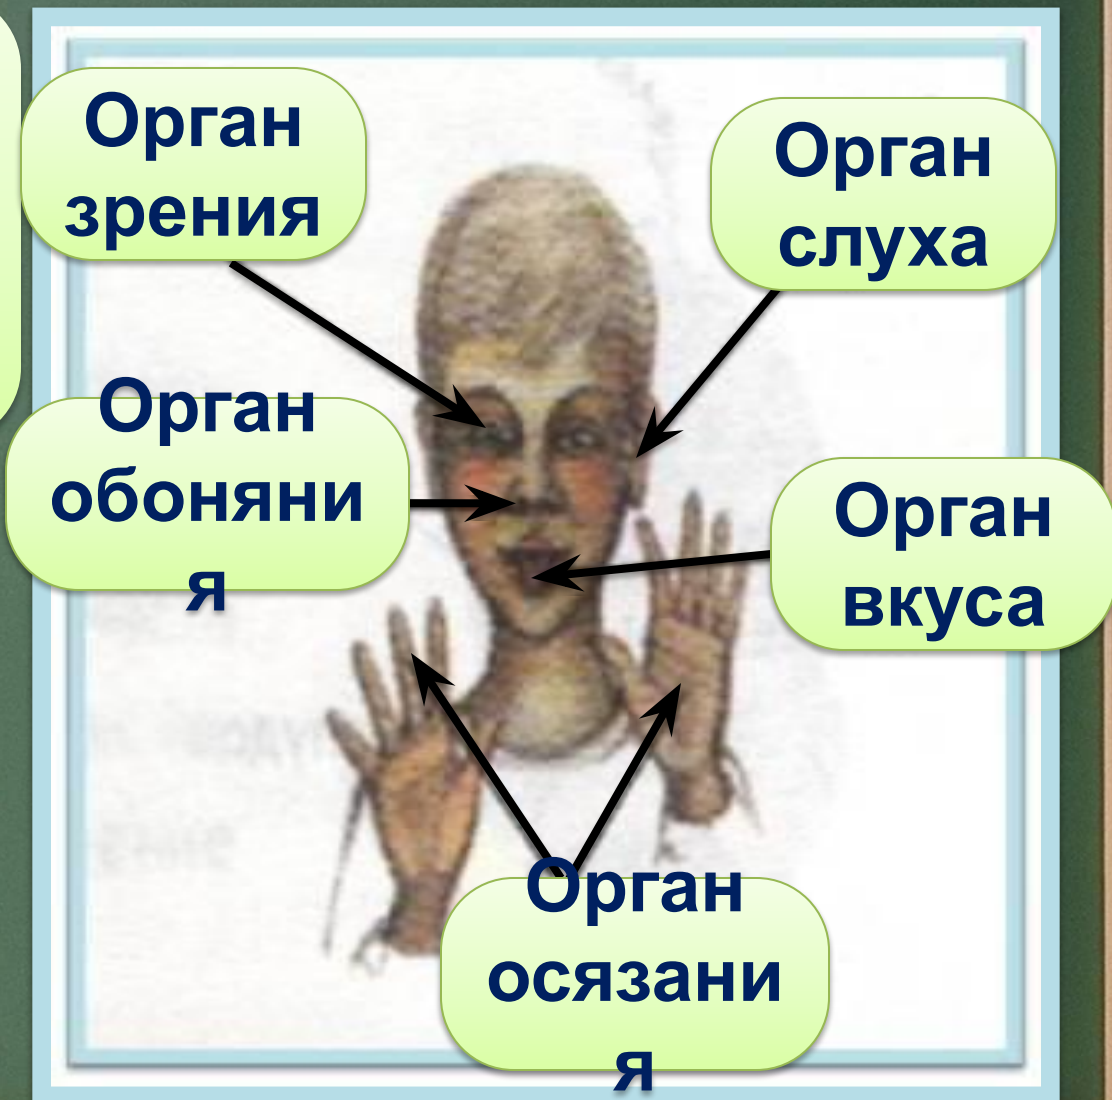 Орган
зрения
Орган
слуха
Орган
обоняни
я
Орган
вкуса
Орган
осязани
я